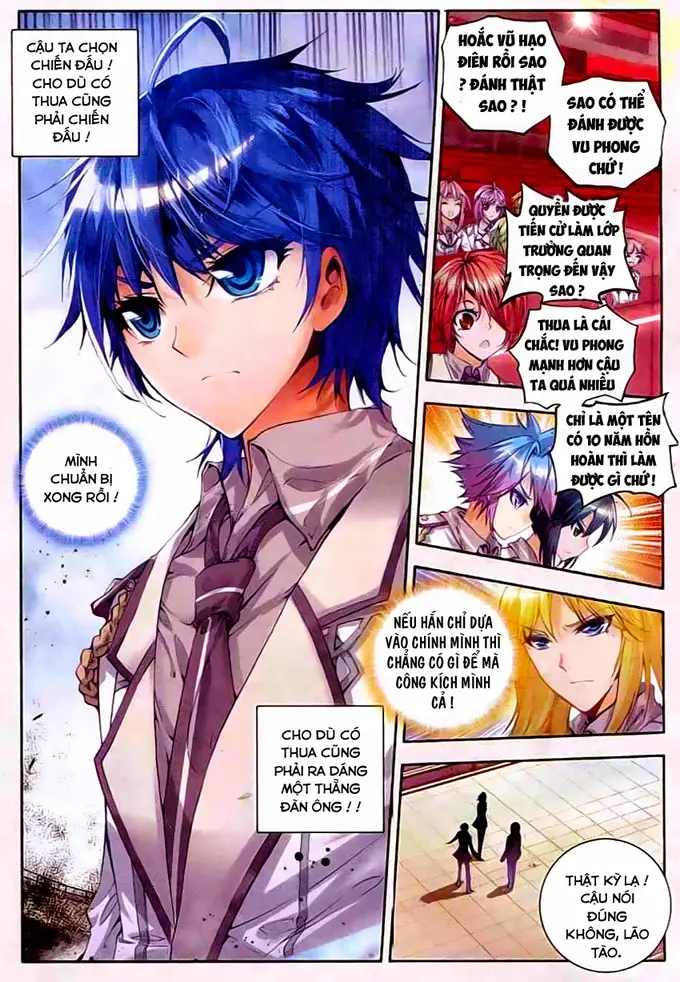 CẬU TA CHỌN
CHIẾN ĐẤU !
CHO DÙ CÓ
THUA CŨNG
PHẢI CHIẾN
ĐẤU !
MÌNH
CHUẨN BỊ
XONG RỒI !
CHO DÙ CÓ
THUA CŨNG
PHẢI RA DÁNG
MỘT THẰNG
ĐÀN ÔNG ! !
HOẮC VŨ HẠO
ĐIÊN RỒI SAO
? ĐÁNH THẬT
SAO ? !
SAO CÓ THỂ
ĐÁNH ĐƯỢC
VU PHONG
CHỨ !
QUYỀN ĐƯỢC
TIẾN CỬ LÀM LỚP
TRƯỜNG QUAN
TRỌNG ĐẾN VẬY
SAO ?
THUA LÀ CÁI
CHẮC! VU PHONG
MẠNH HƠN CẬU
TA QUÁ NHIỀU
CHỈ LÀ MỘT TÊN
CÓ 10 NĂM HỒN
HOÀN THÌ LÀM
ĐƯỢC GÌ CHỨ !
NẾU HẮN CHỈ DỰA
VÀO CHÍNH MÌNH THÌ
CHẲNG CÓ GÌ ĐỂ MÀ
CÔNG KÍCH MÌNH
CẢ !
THẬT KỲ LẠ !
CẬU NÓI
ĐÚNG
KHÔNG, LÃO
TÀO.